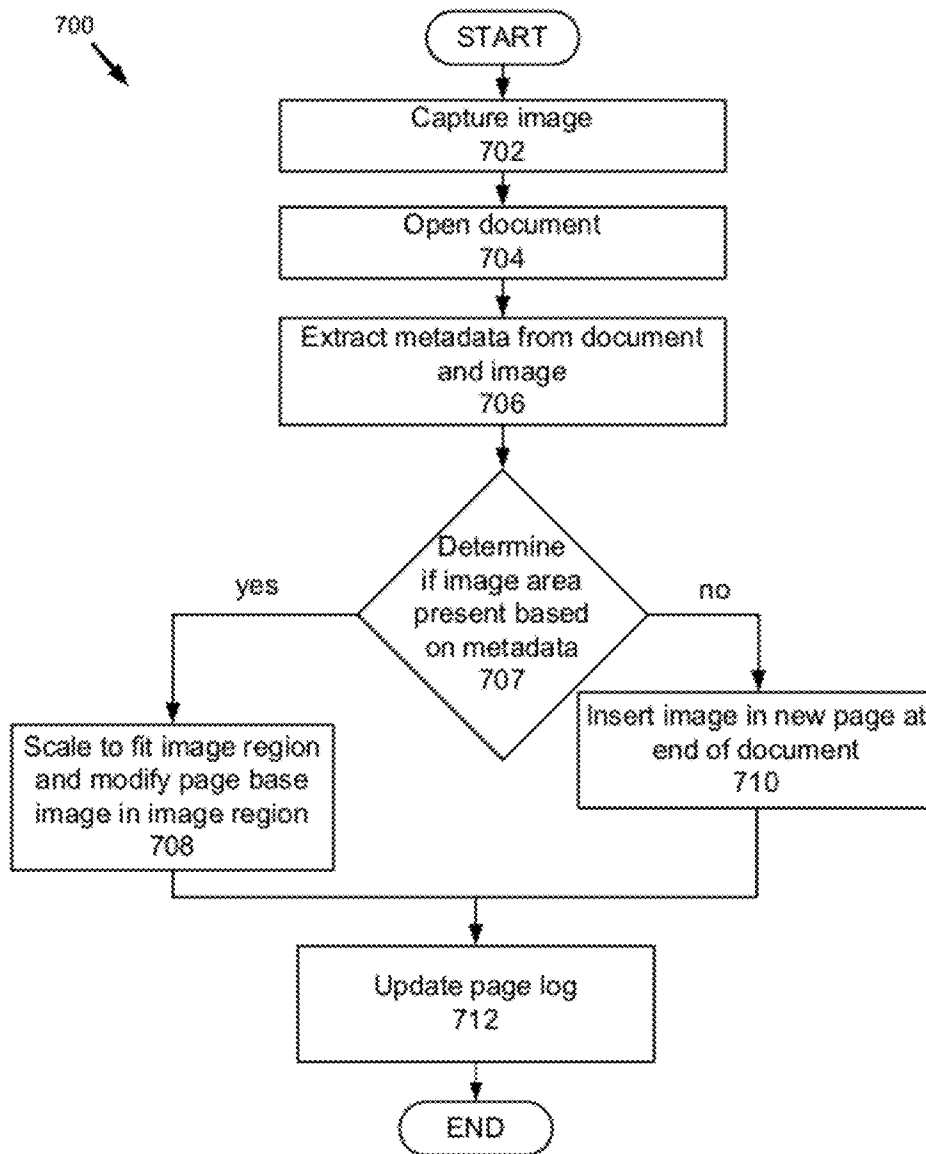 700
START
Capture image
702
Open document
704
Extract metadata from document
and image
706
Determine
if image area
present based
on metadata
707
yes
no
Scale to fit image region
and modify page base
image in image region
708
Insert image in new page at
end of document
710
Update page log
712
END